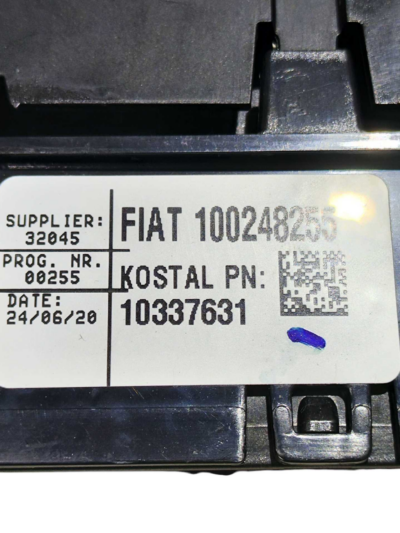 SUPPLIER:
32045
PROG. NR.
00255
DATE:
24/06/20
FIAT 100248255
KOSTAL PN:
10337631